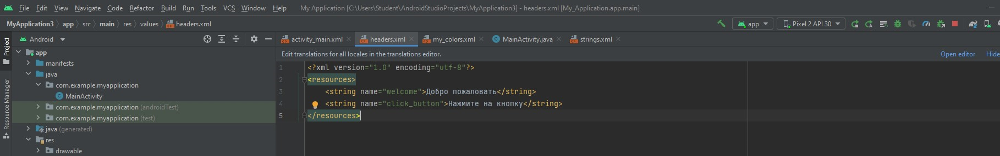 File Edit View Navigate Code Refactor Build Run Tools VCS Window Help My Application [C:\Users\Student\AndroidStudioProjects\MyApplication3] - headers.xml [My_Application.app.main]
MyApplication3 app src main res values headers.xml app Pixel 2 API 30
Project
Resource Manager
Android
app
manifests
java
com.example.myapplication
MainActivity
com.example.myapplication (androidTest)
com.example.myapplication (test)
java (generated)
res
drawable
activity_main.xml headers.xml my_colors.xml MainActivity.java strings.xml
Edit translations for all locales in the translations editor. Open editor Hide
1 <?xml version="1.0" encoding="utf-8"?>
2 <resources>
3 <string name="welcome">Добро пожаловать</string>
4 <string name="click_button">Нажмите на кнопку</string>
5 </resources>